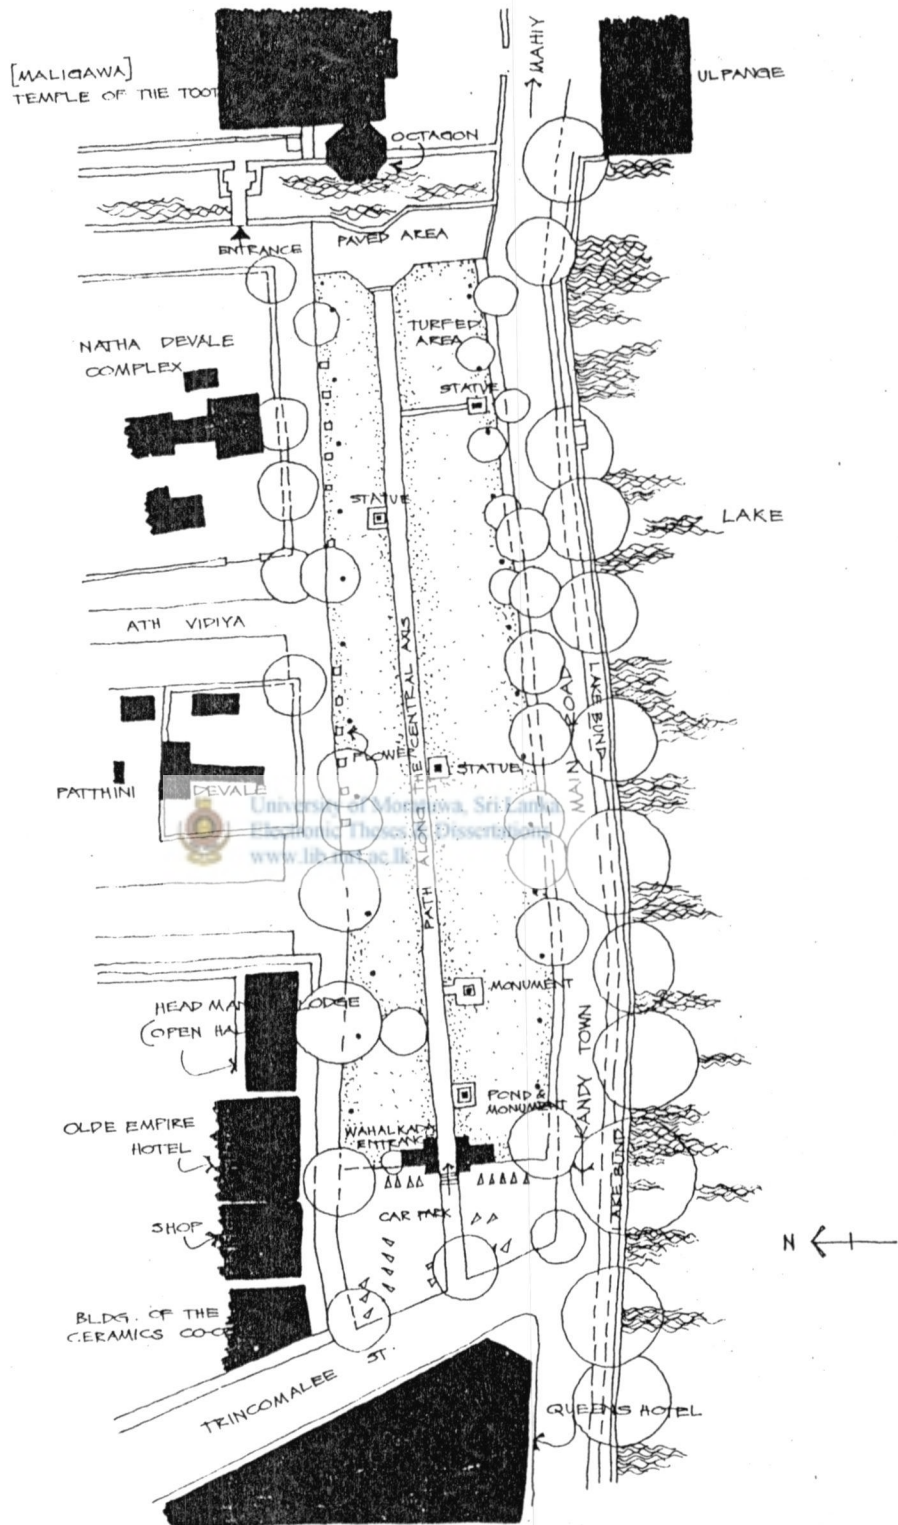 [MALIGAWA]
TEMPLE OF THE TOOT
MAHIY
ULPANGE
OCTAGON
ENTRANCE
PAVED AREA
NATHA DEVALE
COMPLEX
TURFED
AREA
STATUE
STATUE
LAKE
ATH VIDIYA
PATH ALONG THE CENTRAL AXIS
MAIN ROAD
LAKE BUND
FLOWE
STATUE
PATTHINI
DEVALE
University of Moratuwa, Sri Lanka.
Electronic Theses & Dissertations
www.lib.mrt.ac.lk
HEAD MAN LODGE
(OPEN HA
MONUMENT
KANDY TOWN
POND &
MONUMENT
OLDE EMPIRE
HOTEL
WAHALKADA
ENTRANC
LAKE BUND
SHOP
CAR PARK
N
BLDG. OF THE
CERAMICS CO-OP
TRINCOMALEE ST.
QUEENS HOTEL